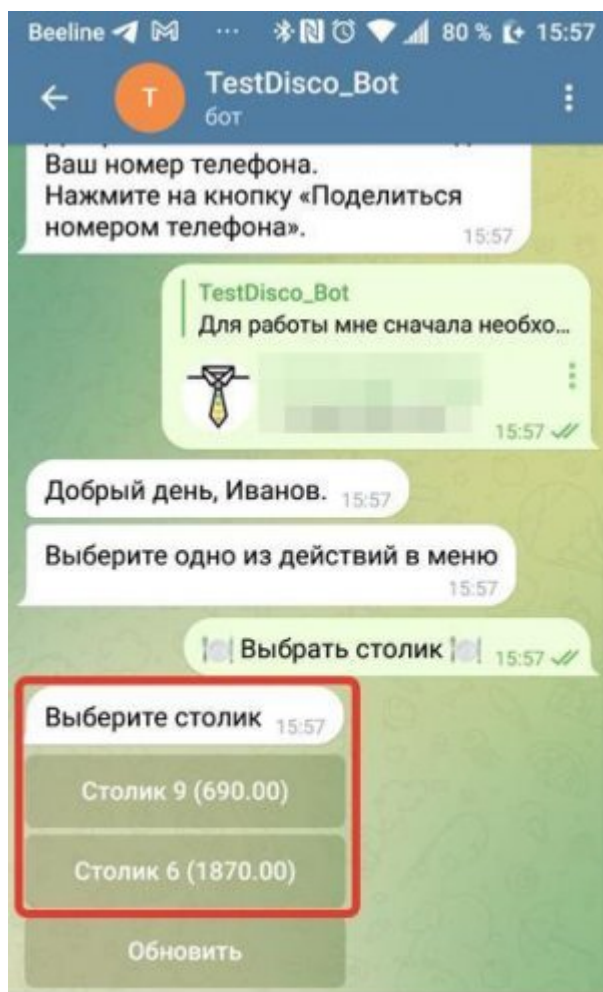 Beeline ... 80 % 15:57
TestDisco_Bot
Т
бот
Ваш номер телефона.
Нажмите на кнопку «Поделиться
номером телефона».
15:57
TestDisco_Bot
Для работы мне сначала необхо...
15:57
Добрый день, Иванов. 15:57
Выберите одно из действий в меню
15:57
Выбрать столик 15:57
Выберите столик 15:57
Столик 9 (690.00)
Столик 6 (1870.00)
Обновить